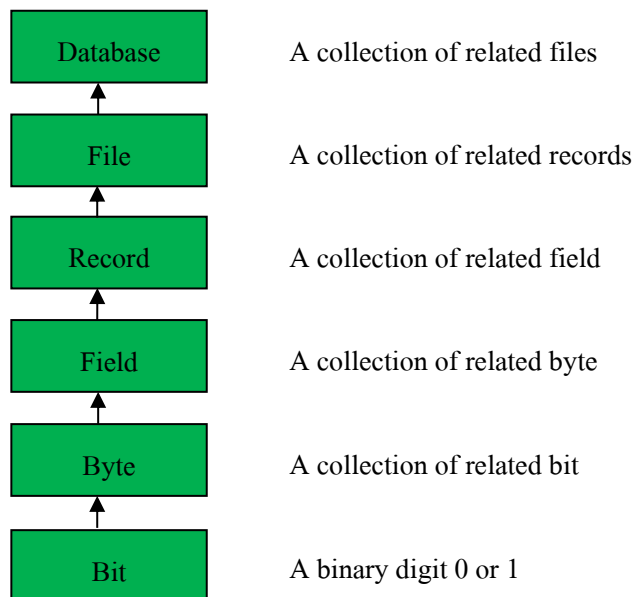 Database A collection of related files
File A collection of related records
Record A collection of related field
Field A collection of related byte
Byte A collection of related bit
Bit A binary digit 0 or 1